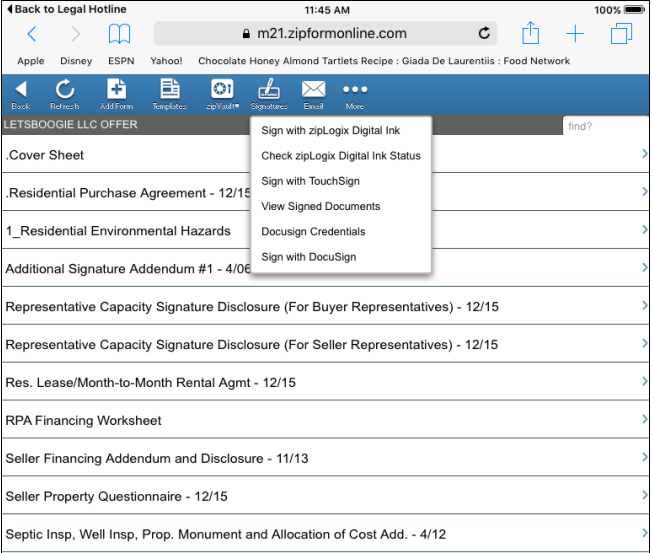 Back to Legal Hotline 11:45 AM 100%
m21.zipformonline.com
Apple Disney ESPN Yahoo! Chocolate Honey Almond Tartlets Recipe : Giada De Laurentiis : Food Network
Back Refresh Add Form Templates zipVault® Signatures Email More
LETSBOOGIE LLC OFFER find?
Sign with zipLogix Digital Ink
Check zipLogix Digital Ink Status
Sign with TouchSign
View Signed Documents
Docusign Credentials
Sign with DocuSign
.Cover Sheet
.Residential Purchase Agreement - 12/15
1_Residential Environmental Hazards
Additional Signature Addendum #1 - 4/06
Representative Capacity Signature Disclosure (For Buyer Representatives) - 12/15
Representative Capacity Signature Disclosure (For Seller Representatives) - 12/15
Res. Lease/Month-to-Month Rental Agmt - 12/15
RPA Financing Worksheet
Seller Financing Addendum and Disclosure - 11/13
Seller Property Questionnaire - 12/15
Septic Insp, Well Insp, Prop. Monument and Allocation of Cost Add. - 4/12